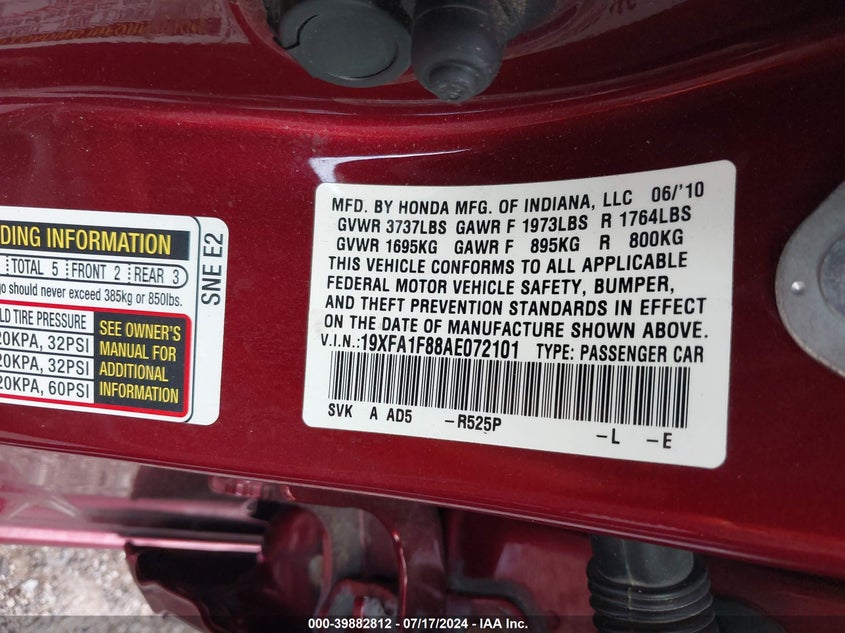 MFD. BY HONDA MFG. OF INDIANA, LLC 06/'10
GVWR 3737LBS GAWR F 1973LBS R 1764LBS
GVWR 1695KG GAWR F 895KG R 800KG
THIS VEHICLE CONFORMS TO ALL APPLICABLE
FEDERAL MOTOR VEHICLE SAFETY, BUMPER,
AND THEFT PREVENTION STANDARDS IN EFFECT
ON THE DATE OF MANUFACTURE SHOWN ABOVE.
V.I.N.:19XFA1F88AE072101 TYPE: PASSENGER CAR
SVK A AD5 -R525P -L -E
DING INFORMATION
TOTAL 5 FRONT 2 REAR 3
go should never exceed 385kg or 850lbs.
LD TIRE PRESSURE
20KPA, 32PSI
20KPA, 32PSI
20KPA, 60PSI
SEE OWNER'S
MANUAL FOR
ADDITIONAL
INFORMATION
SNE E2
000-39882812 - 07/17/2024 - IAA Inc.